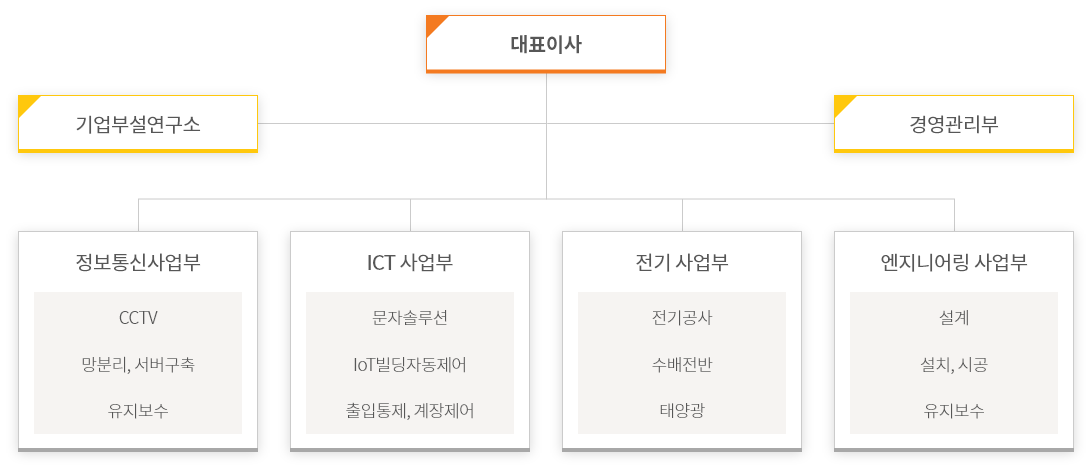 대표이사
기업부설연구소
경영관리부
정보통신사업부
CCTV
망분리, 서버구축
유지보수
ICT 사업부
문자솔루션
IoT빌딩자동제어
출입통제, 계장제어
전기 사업부
전기공사
수배전반
태양광
엔지니어링 사업부
설계
설치, 시공
유지보수